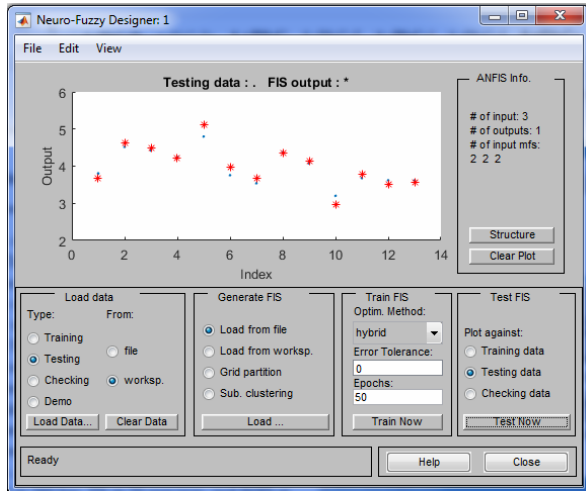 Neuro-Fuzzy Designer: 1
File Edit View
Testing data : .   FIS output : *
6
5
4
3
2
Output
0 2 4 6 8 10 12 14
Index
ANFIS Info.
# of input: 3
# of outputs: 1
# of input mfs:
2 2 2
Structure
Clear Plot
Load data
Type: From:
Training
Testing
Checking
Demo
file
worksp.
Load Data... Clear Data
Generate FIS
Load from file
Load from worksp.
Grid partition
Sub. clustering
Load ...
Train FIS
Optim. Method:
hybrid
Error Tolerance:
0
Epochs:
50
Train Now
Test FIS
Plot against:
Training data
Testing data
Checking data
Test Now
Ready
Help Close